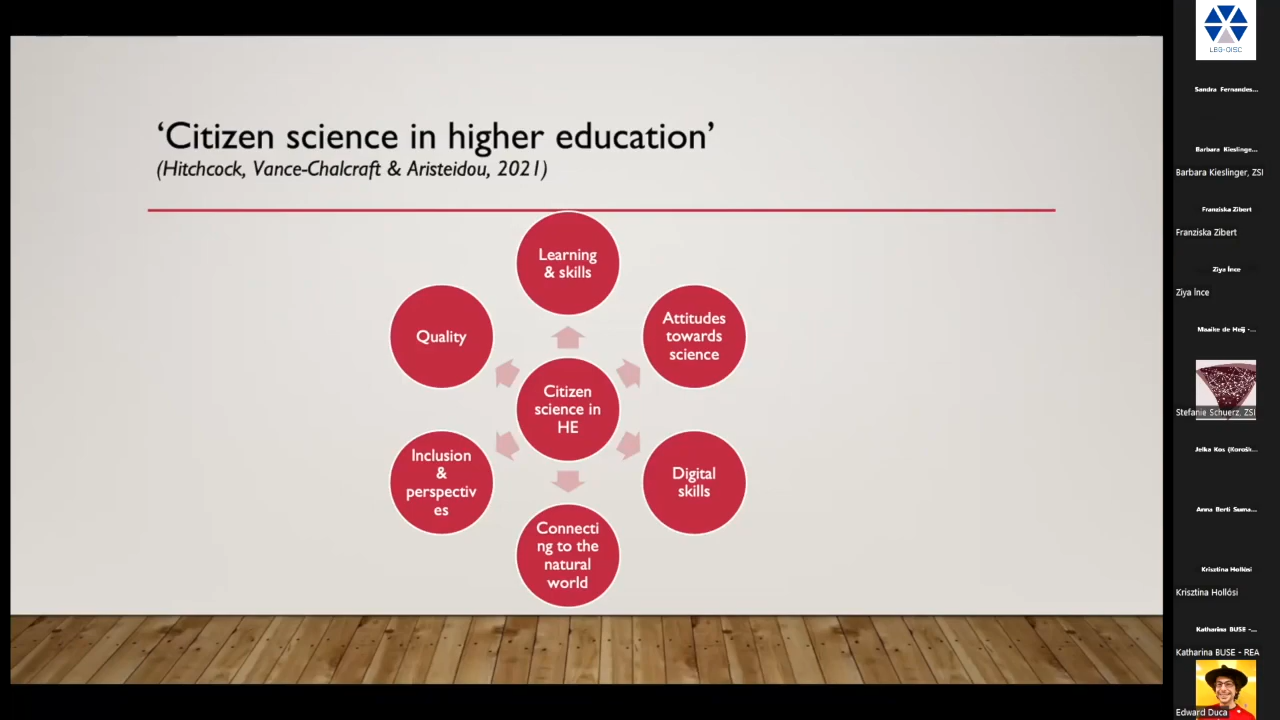 ‘Citizen science in higher education’
(Hitchcock, Vance-Chalcraft & Aristeidou, 2021)
Learning
& skills
Quality
Attitudes
towards
science
Citizen
science in
HE
Inclusion
&
perspectiv
es
Digital
skills
Connecti
ng to the
natural
world
LEG-QISC
Sandra Fernandes...
Barbara Kieslinge...
Barbara Kieslinger, ZSI
Franziska Zibert
Franziska Zibert
Ziya İnce
Ziya İnce
Maaike de Heij -...
Stefanie Schuerz, ZSI
Jelka Kos (Korošk...
Anna Berti Suma...
Krisztina Hollósi
Krisztina Hollósi
Katharina BUSE -...
Katharina BUSE - REA
Edward Duca